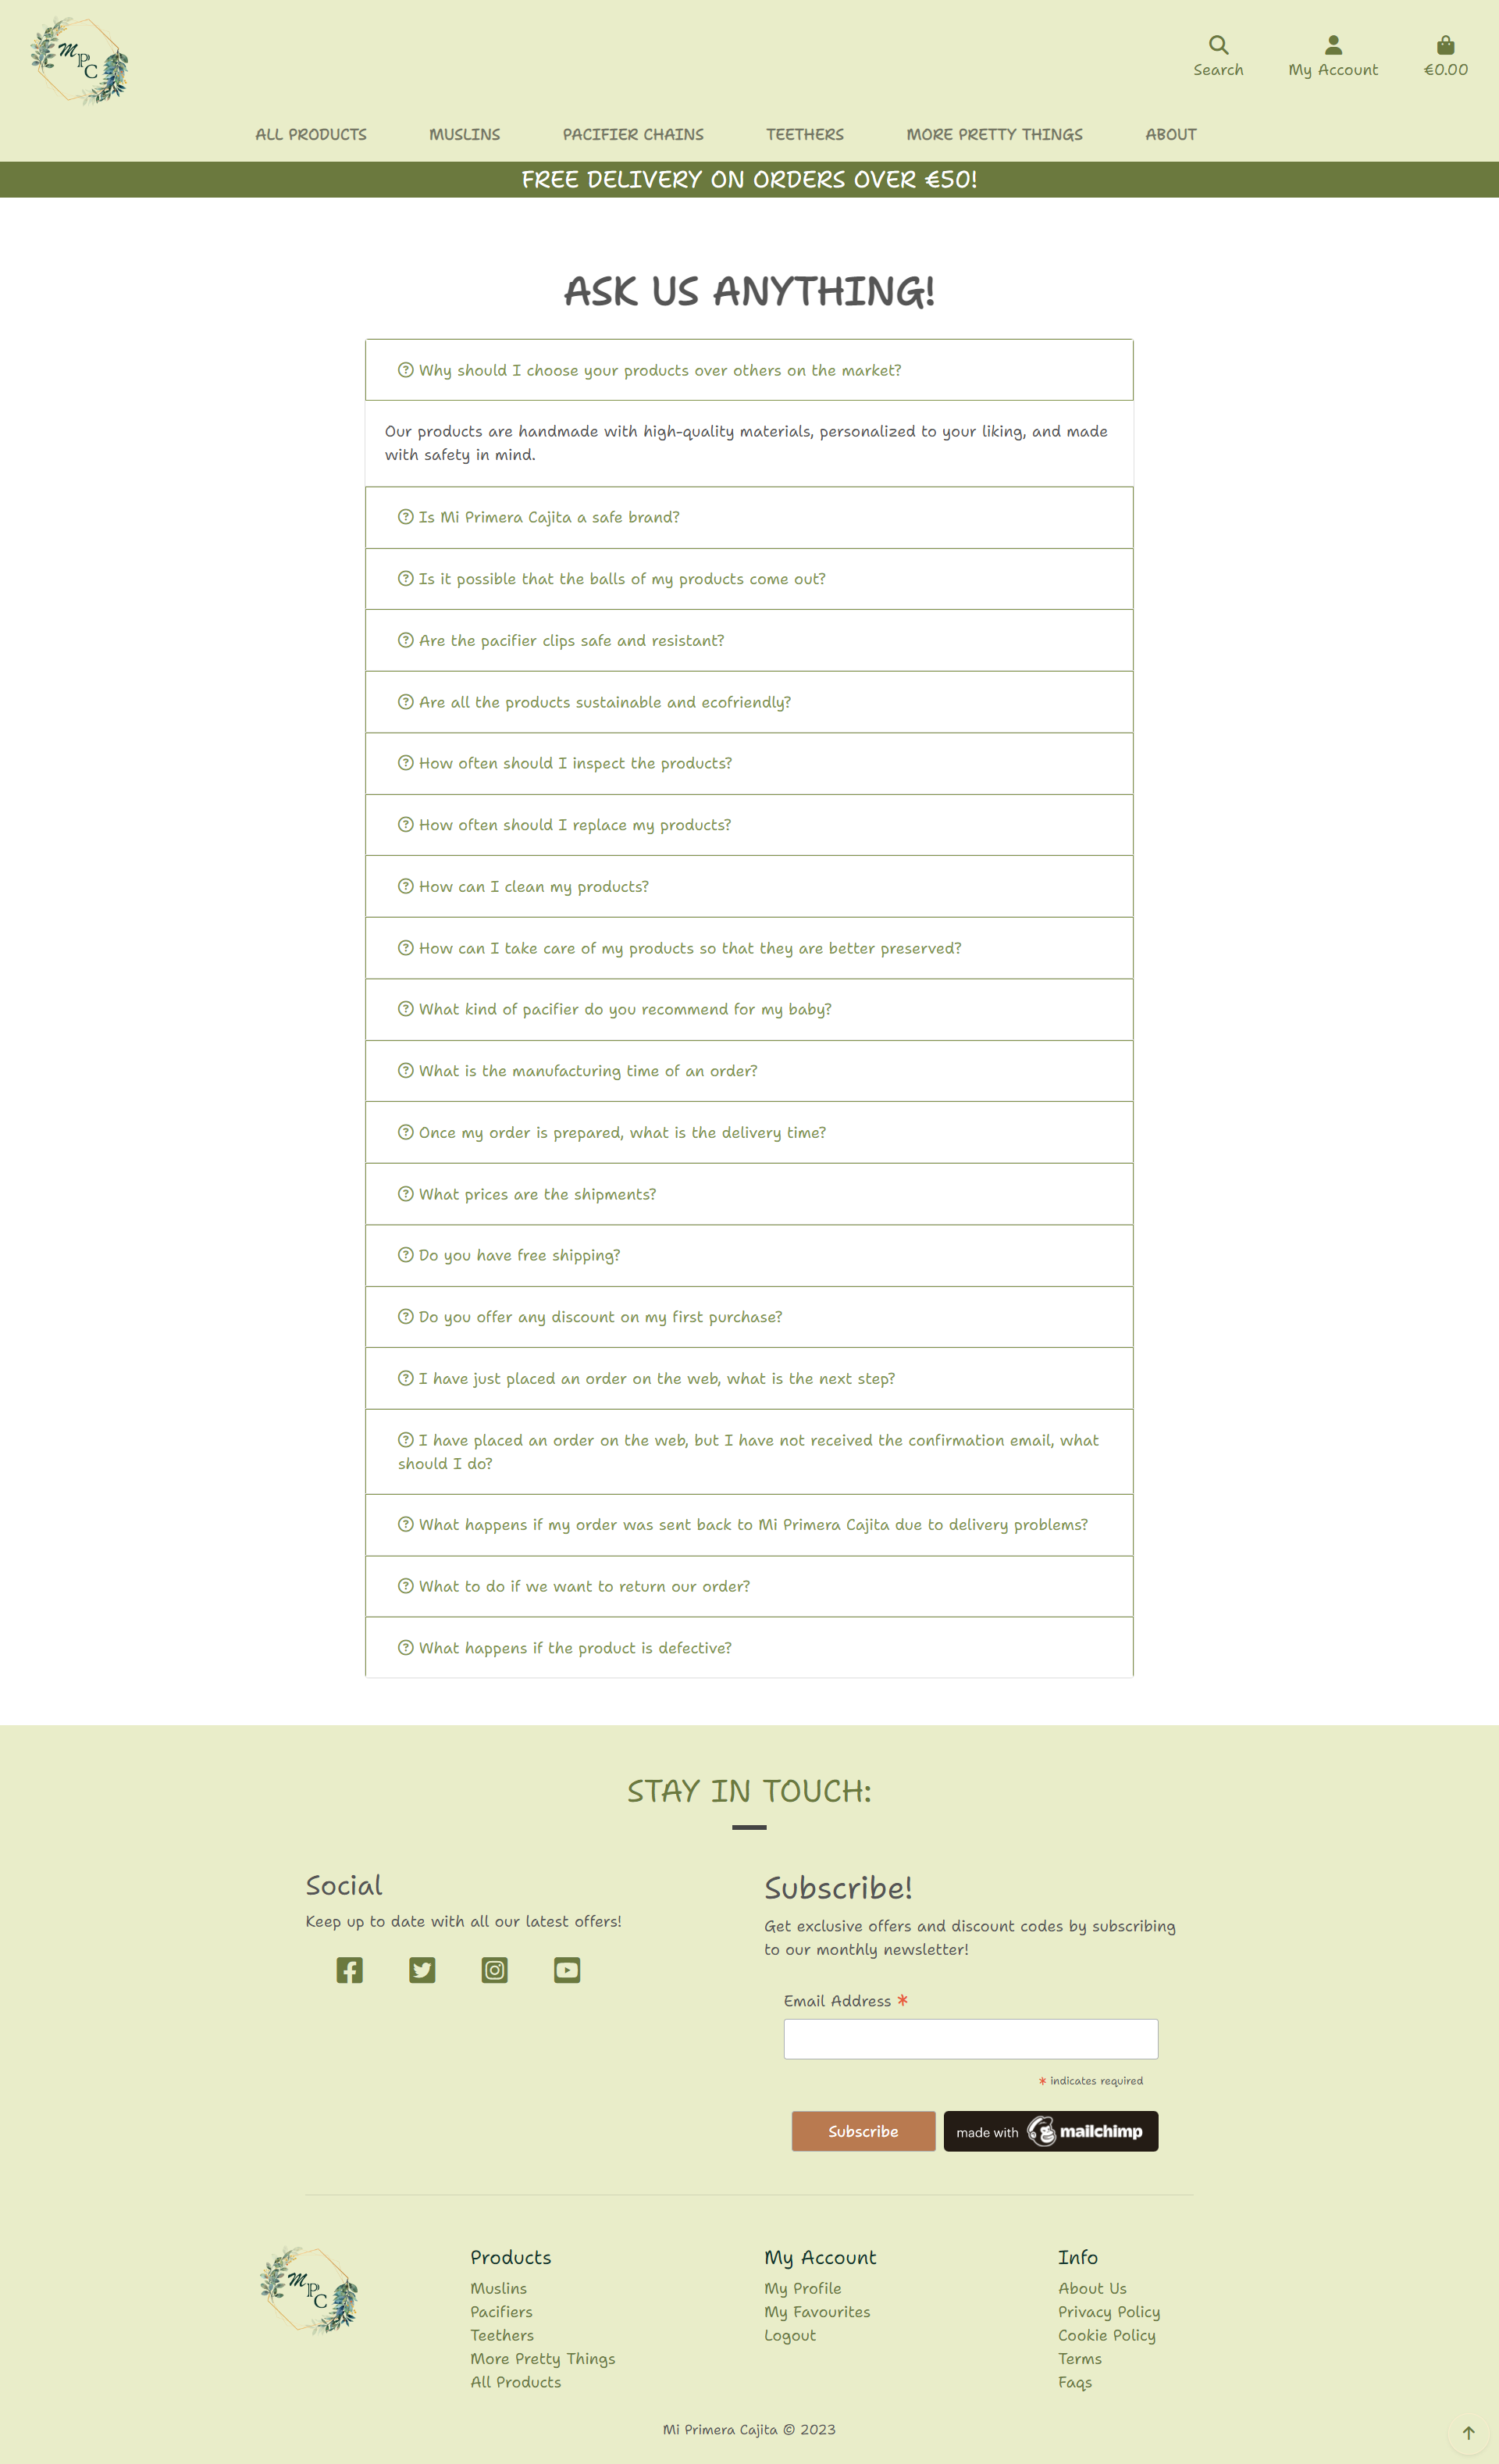 M
P
C
Search
My Account
€0.00
ALL PRODUCTS
MUSLINS
PACIFIER CHAINS
TEETHERS
MORE PRETTY THINGS
ABOUT
FREE DELIVERY ON ORDERS OVER €50!
ASK US ANYTHING!
Why should I choose your products over others on the market?
Our products are handmade with high-quality materials, personalized to your liking, and made
with safety in mind.
Is Mi Primera Cajita a safe brand?
Is it possible that the balls of my products come out?
Are the pacifier clips safe and resistant?
Are all the products sustainable and ecofriendly?
How often should I inspect the products?
How often should I replace my products?
How can I clean my products?
How can I take care of my products so that they are better preserved?
What kind of pacifier do you recommend for my baby?
What is the manufacturing time of an order?
Once my order is prepared, what is the delivery time?
What prices are the shipments?
Do you have free shipping?
Do you offer any discount on my first purchase?
I have just placed an order on the web, what is the next step?
I have placed an order on the web, but I have not received the confirmation email, what
should I do?
What happens if my order was sent back to Mi Primera Cajita due to delivery problems?
What to do if we want to return our order?
What happens if the product is defective?
STAY IN TOUCH:
Social
Keep up to date with all our latest offers!
Subscribe!
Get exclusive offers and discount codes by subscribing
to our monthly newsletter!
Email Address *
* indicates required
Subscribe
made with mailchimp
M
P
C
Products
Muslins
Pacifiers
Teethers
More Pretty Things
All Products
My Account
My Profile
My Favourites
Logout
Info
About Us
Privacy Policy
Cookie Policy
Terms
Faqs
Mi Primera Cajita © 2023